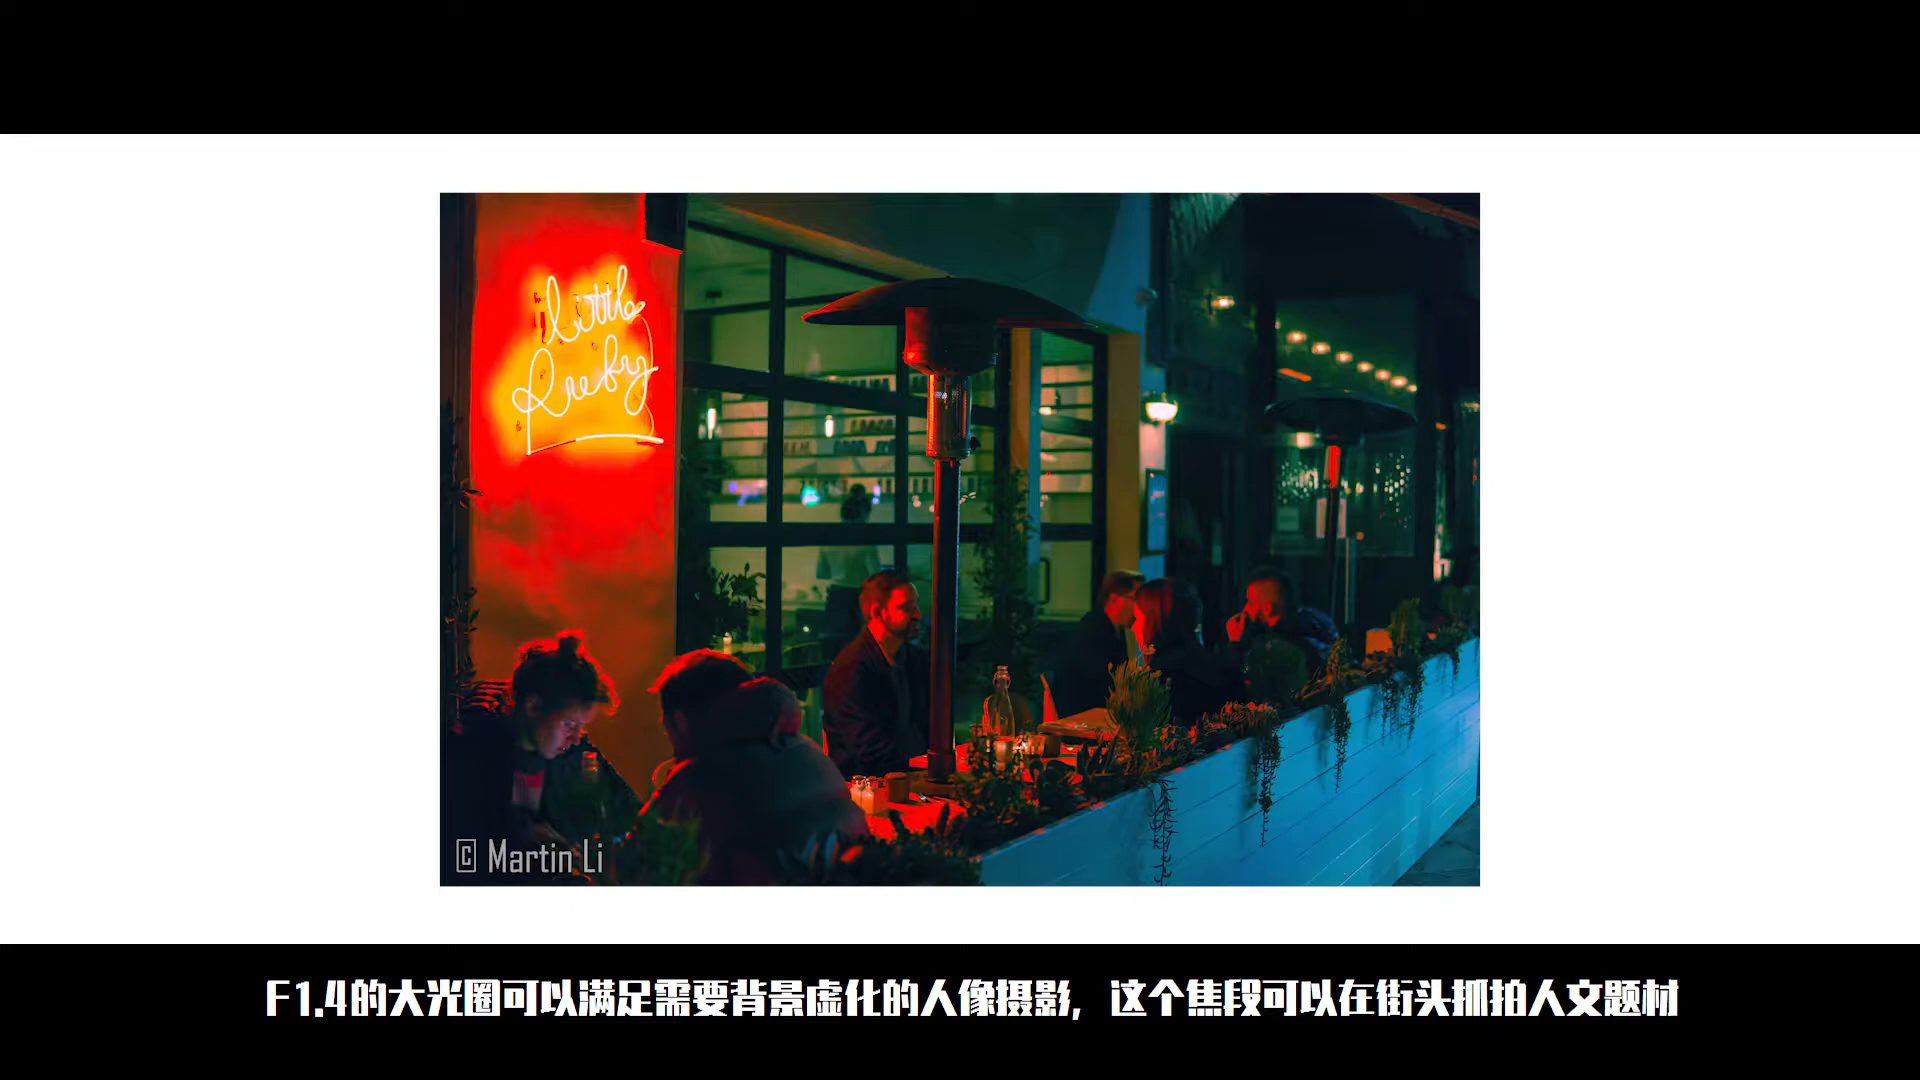 Little
Ruby
© Martin Li
F1.4的大光圈可以满足需要背景虚化的人像摄影，这个焦段可以在街头抓拍人文题材